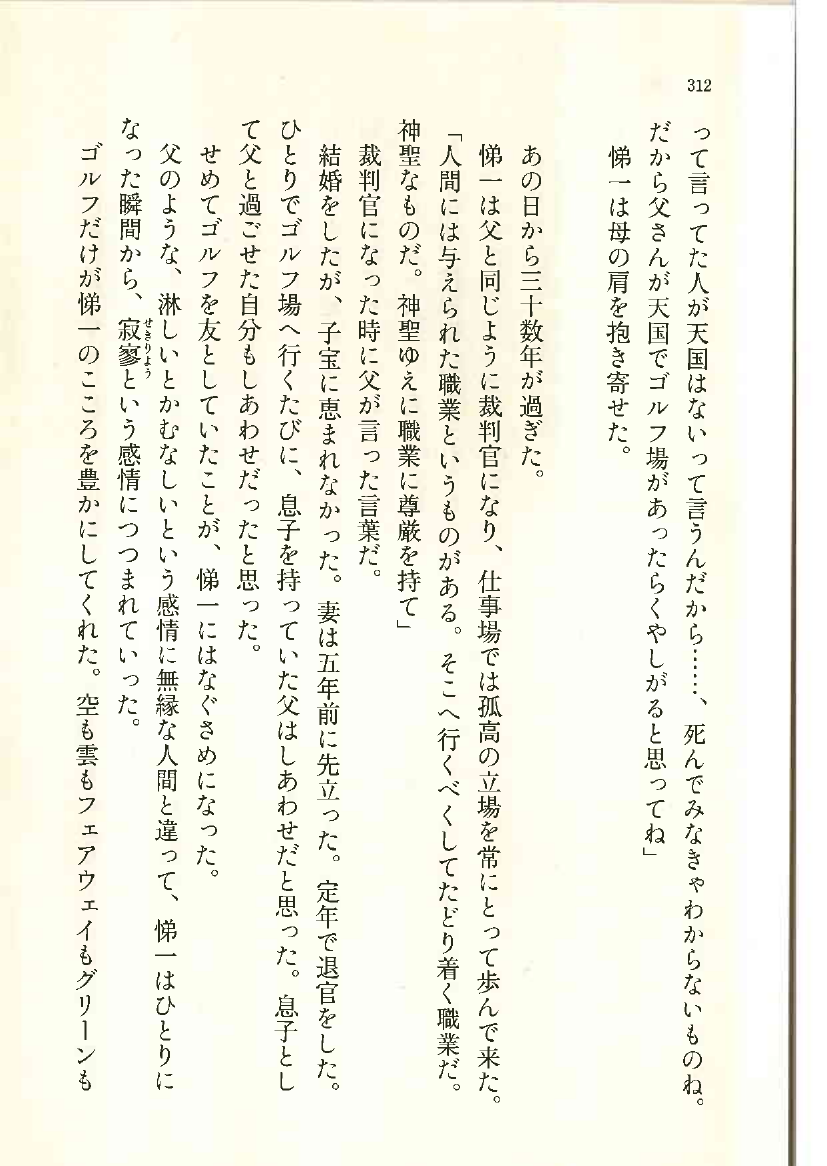 312
って言ってた人が天国はないって言うんだから……、死んでみなきゃわからないものね。
だから父さんが天国でゴルフ場があったらくやしがると思ってね」
悌一は母の肩を抱き寄せた。
あの日から三十数年が過ぎた。
悌一は父と同じように裁判官になり、仕事場では孤高の立場を常にとって歩んで来た。
「人間には与えられた職業というものがある。そこへ行くべくしてたどり着く職業だ。
神聖なものだ。神聖ゆえに職業に尊厳を持て」
裁判官になった時に父が言った言葉だ。
結婚をしたが、子宝に恵まれなかった。妻は五年前に先立った。定年で退官をした。
ひとりでゴルフ場へ行くたびに、息子を持っていた父はしあわせだと思った。息子とし
て父と過ごせた自分もしあわせだったと思った。
せめてゴルフを友としていたことが、悌一にはなぐさめになった。
父のような、淋しいとかむなしいという感情に無縁な人間と違って、悌一はひとりに
なった瞬間から、寂寥せきりようという感情につつまれていった。
ゴルフだけが悌一のこころを豊かにしてくれた。空も雲もフェアウェイもグリーンも